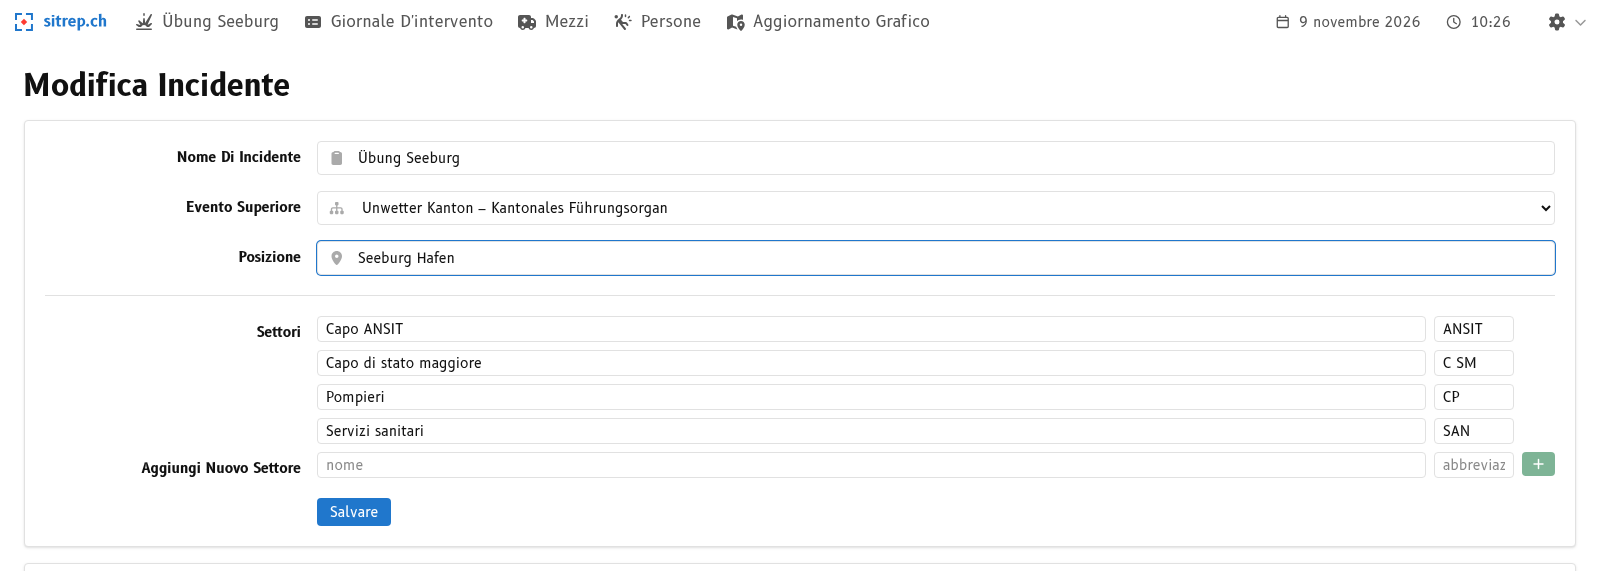 sitrep.ch Übung Seeburg Giornale D'intervento Mezzi Persone Aggiornamento Grafico 9 novembre 2026 10:26
Modifica Incidente
Nome Di Incidente Übung Seeburg
Evento Superiore Unwetter Kanton – Kantonales Führungsorgan
Posizione Seeburg Hafen
Settori Capo ANSIT ANSIT
Capo di stato maggiore C SM
Pompieri CP
Servizi sanitari SAN
Aggiungi Nuovo Settore nome abbreviaz +
Salvare